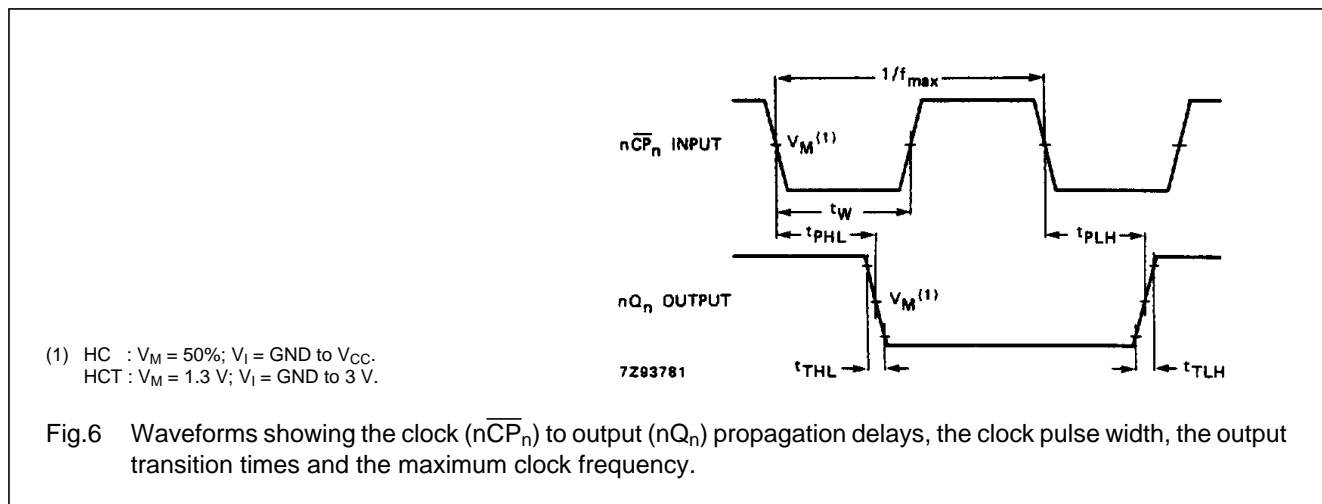 1/fmax
nC̅P̅n INPUT
VM(1)
tW
tPHL
tPLH
nQn OUTPUT
VM(1)
tTHL
tTLH
7Z93781
(1) HC : VM = 50%; VI = GND to VCC.
HCT : VM = 1.3 V; VI = GND to 3 V.
Fig.6 Waveforms showing the clock (nC̅P̅n) to output (nQn) propagation delays, the clock pulse width, the output
transition times and the maximum clock frequency.